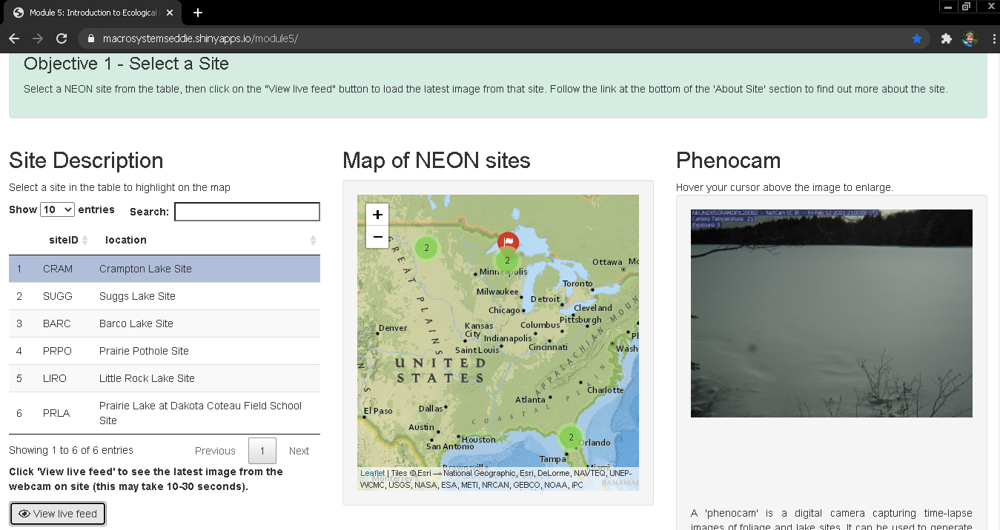 Module 5: Introduction to Ecological
macrosystemseddie.shinyapps.io/module5/
Objective 1 - Select a Site
Select a NEON site from the table, then click on the "View live feed" button to load the latest image from that site. Follow the link at the bottom of the 'About Site' section to find out more about the site.
Site Description
Select a site in the table to highlight on the map
Show 10 entries Search:
siteID location
1 CRAM Crampton Lake Site
2 SUGG Suggs Lake Site
3 BARC Barco Lake Site
4 PRPO Prairie Pothole Site
5 LIRO Little Rock Lake Site
6 PRLA Prairie Lake at Dakota Coteau Field School
Site
Showing 1 to 6 of 6 entries Previous 1 Next
Click 'View live feed' to see the latest image from the
webcam on site (this may take 10-30 seconds).
View live feed
Map of NEON sites
+
−
2
2
Minneapolis
Ottawa
Toronto
Milwaukee
Detroit
Chicago
Cleveland
Pittsburgh
GREAT PLAINS
Denver
Kansas
City
Columbus
Indianapolis
Saint Louis
Cincinnati
Wash
UNITED
STATES
APPALACHIAN MOUN
Charlotte
Atlanta
COASTAL PLAIN
El Paso
Dallas
Austin
Houston
San Antonio
2
Orlando
Tampa
Miami
Brownsville
Monterrey
BAHAMAS
Leaflet | Tiles © Esri — National Geographic, Esri, DeLorme, NAVTEQ, UNEP-
WCMC, USGS, NASA, ESA, METI, NRCAN, GEBCO, NOAA, iPC
Phenocam
Hover your cursor above the image to enlarge.
NEON.D05.CRAM.DP1.20002 - NetCam SC IR - Fri Feb 12 2021 21:00:06 UTC
Camera Temperature: 21.5
Exposure: 3
A 'phenocam' is a digital camera capturing time-lapse
images of foliage and lake sites. It can be used to generate